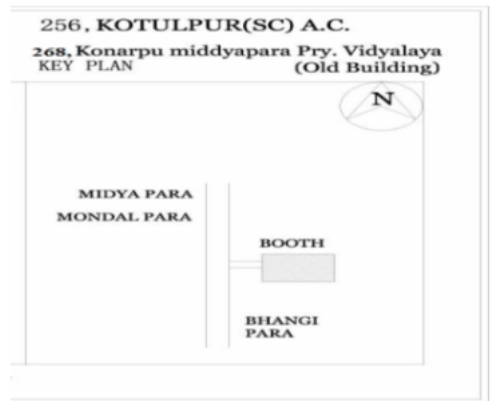 256, KOTULPUR(SC) A.C.
268, Konarpu middyapara Pry. Vidyalaya
KEY PLAN (Old Building)
N
MIDYA PARA
MONDAL PARA
BOOTH
BHANGI
PARA